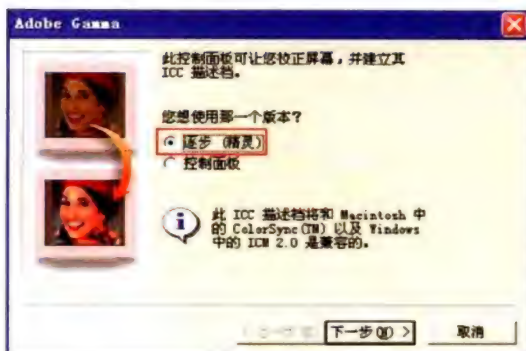 Adobe Gamma
此控制面板可让您校正屏幕，并建立其
ICC 描述档。
您想使用那一个版本？
逐步 (精灵)
控制面板
此 ICC 描述档将和 Macintosh 中
的 ColorSync(TM) 以及 Windows
中的 ICM 2.0 是兼容的。
下一步(N) >
取消